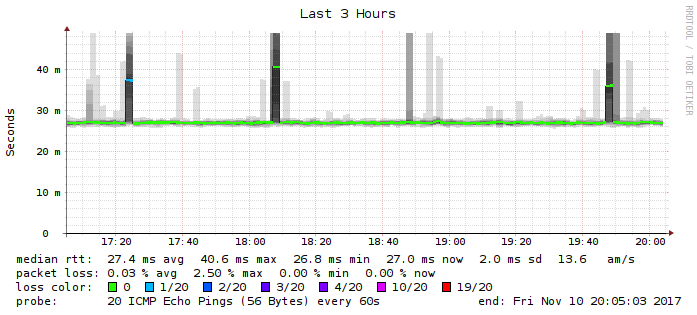 Last 3 Hours
RRDTOOL / TOBI OETIKER
Seconds
40 m
30 m
20 m
10 m
0
17:20 17:40 18:00 18:20 18:40 19:00 19:20 19:40 20:00
median rtt: 27.4 ms avg 40.6 ms max 26.8 ms min 27.0 ms now 2.0 ms sd 13.6 am/s
packet loss: 0.03 % avg 2.50 % max 0.00 % min 0.00 % now
loss color: 0 1/20 2/20 3/20 4/20 10/20 19/20
probe: 20 ICMP Echo Pings (56 Bytes) every 60s end: Fri Nov 10 20:05:03 2017